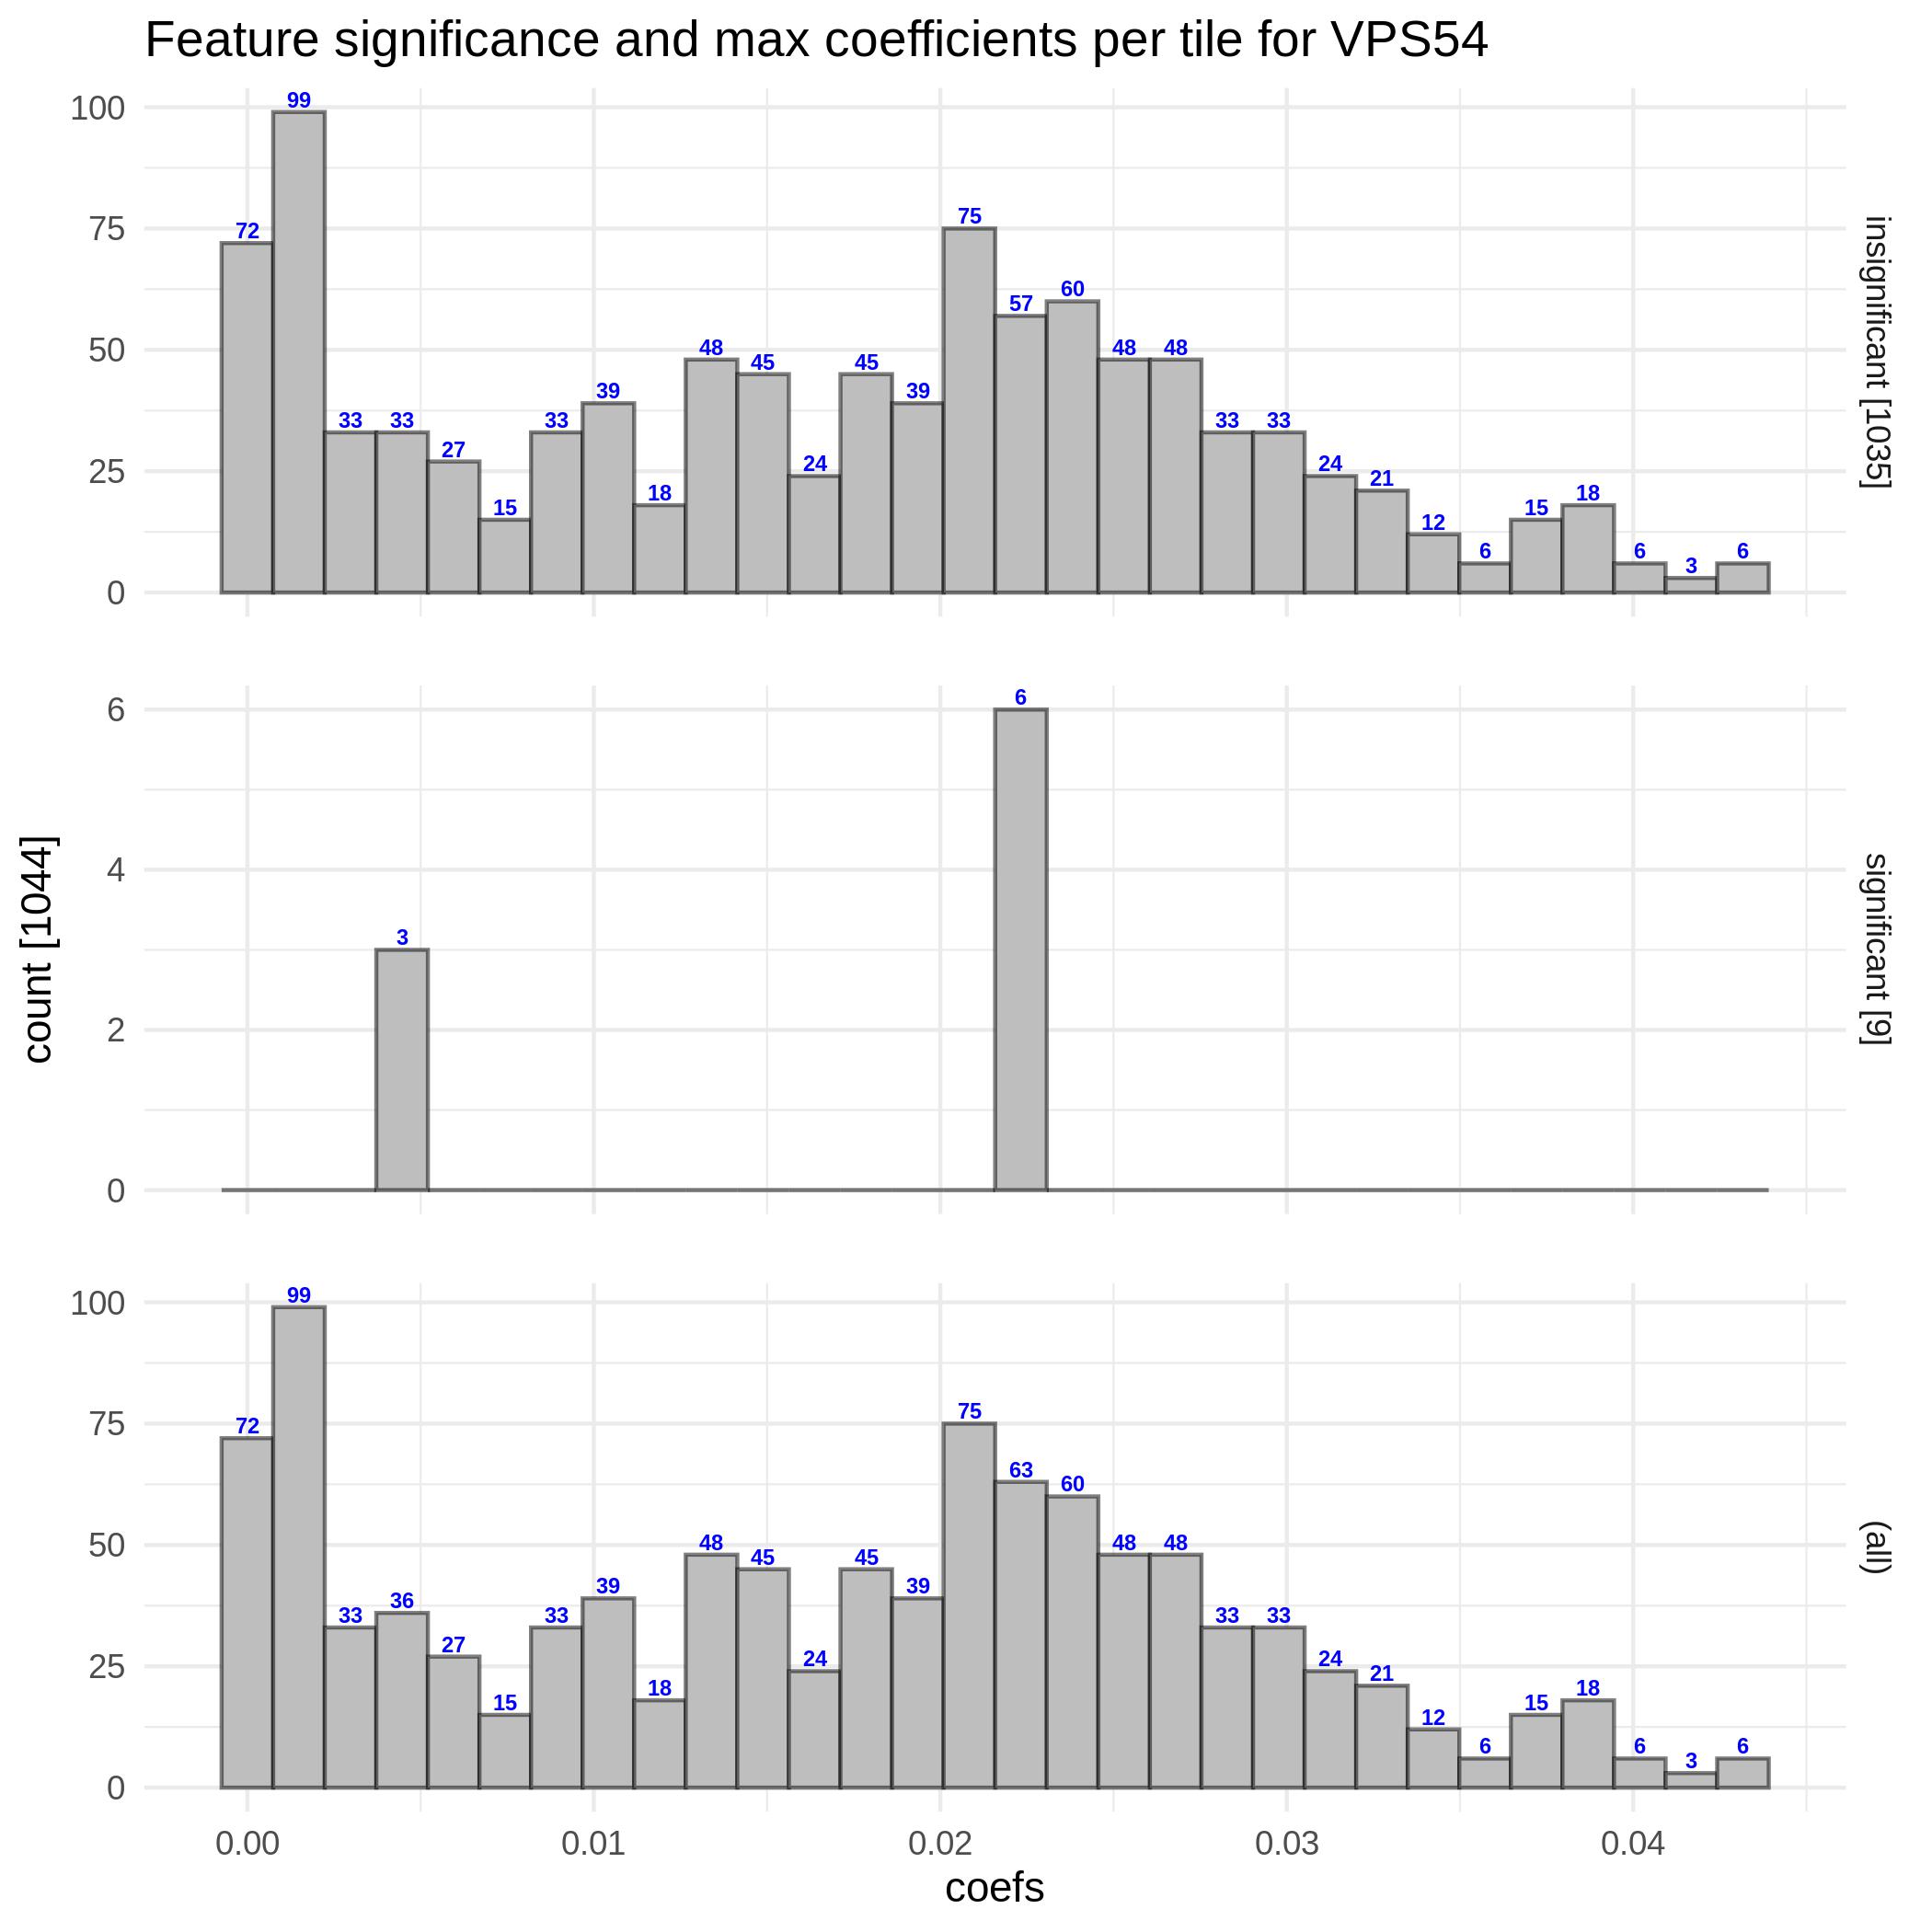 Feature significance and max coefficients per tile for VPS54
count [1044]
100
75
50
25
0
99
72
33 33 27 15 33 39 18 48 45 24 45 39 75 57 60 48 48 33 33 24 21 12 6 15 18 6 3 6
insignificant [1035]
6
4
2
0
3 6
significant [9]
100
75
50
25
0
99
72
33 36 27 15 33 39 18 48 45 24 45 39 75 63 60 48 48 33 33 24 21 12 6 15 18 6 3 6
(all)
0.00 0.01 0.02 0.03 0.04
coefs